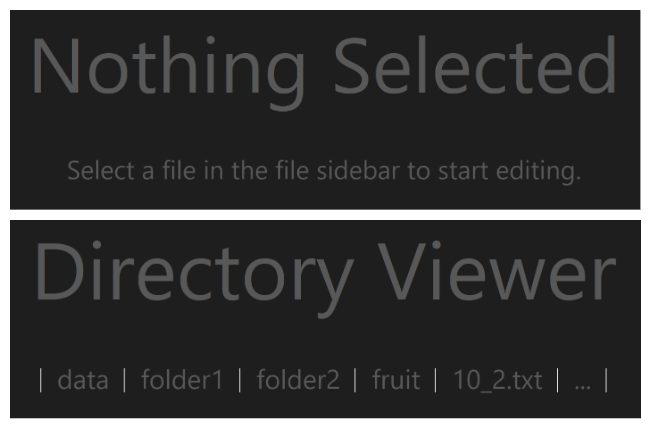 Nothing Selected
Select a file in the file sidebar to start editing.
Directory Viewer
| data | folder1 | folder2 | fruit | 10_2.txt | ... |